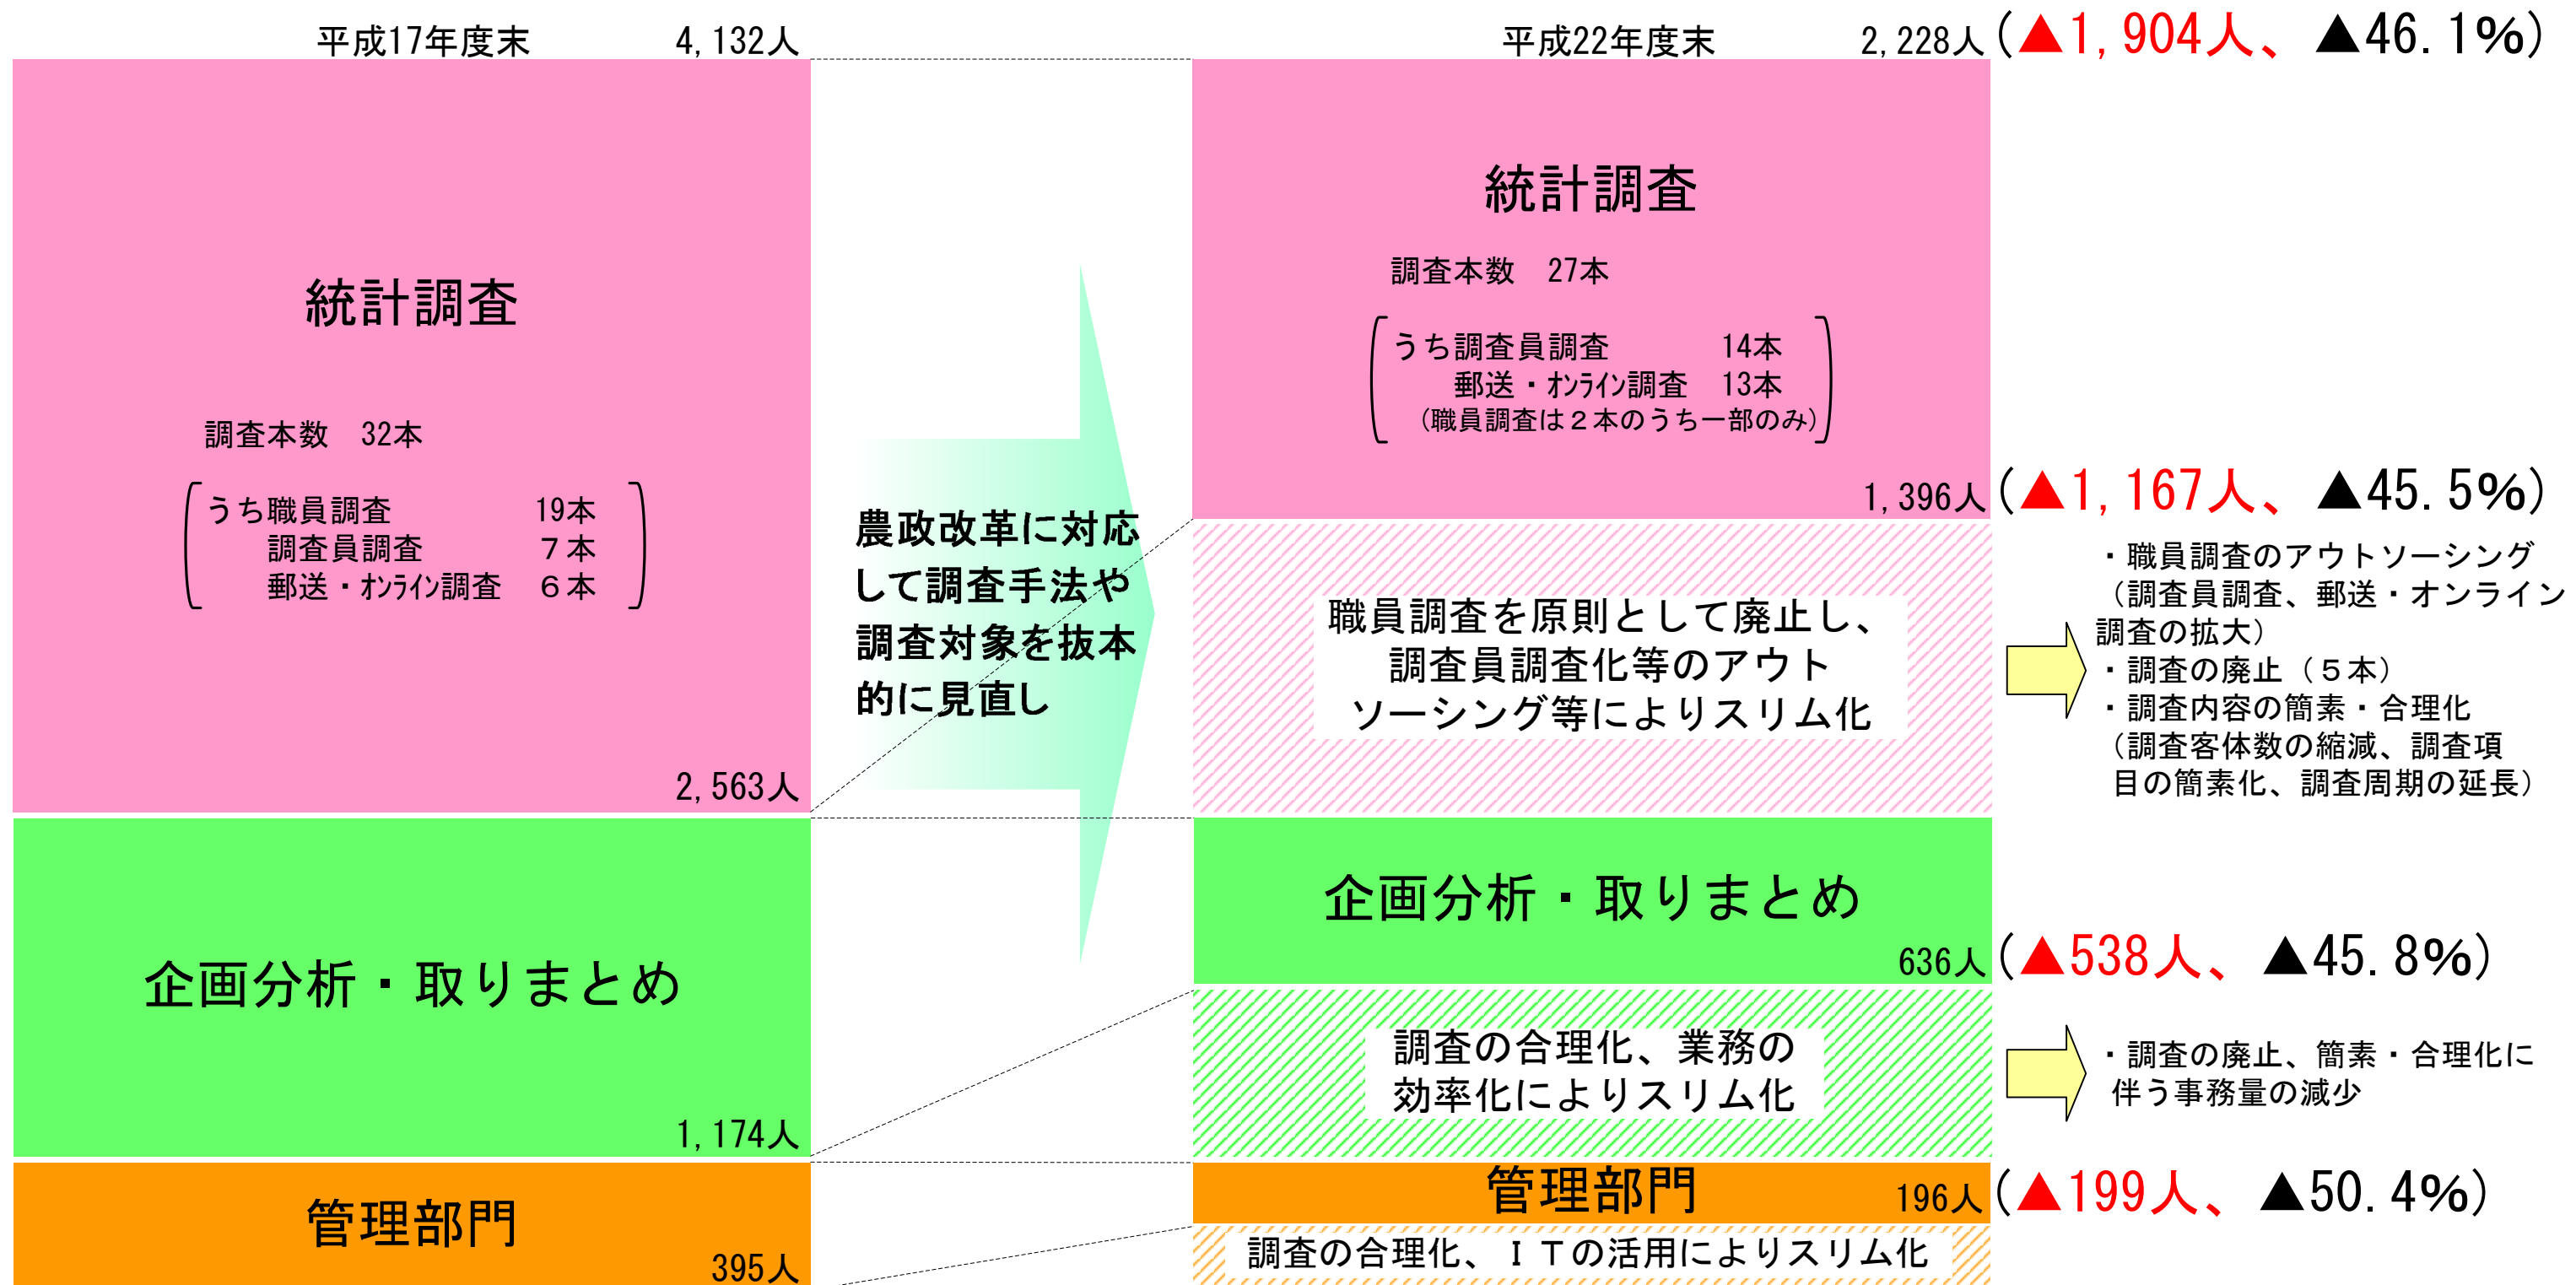 平成17年度末 4,132人
統計調査
調査本数 32本
うち職員調査 19本
調査員調査 7本
郵送・オンライン調査 6本
2,563人
企画分析・取りまとめ
1,174人
管理部門
395人
農政改革に対応
して調査手法や
調査対象を抜本
的に見直し
平成22年度末 2,228人(▲1,904人、▲46.1%)
統計調査
調査本数 27本
うち調査員調査 14本
郵送・オンライン調査 13本
(職員調査は2本のうち一部のみ)
1,396人(▲1,167人、▲45.5%)
職員調査を原則として廃止し、
調査員調査化等のアウト
ソーシング等によりスリム化
・職員調査のアウトソーシング
(調査員調査、郵送・オンライン
調査の拡大)
・調査の廃止(5本)
・調査内容の簡素・合理化
(調査客体数の縮減、調査項
目の簡素化、調査周期の延長)
企画分析・取りまとめ
636人(▲538人、▲45.8%)
調査の合理化、業務の
効率化によりスリム化
・調査の廃止、簡素・合理化に
伴う事務量の減少
管理部門
196人(▲199人、▲50.4%)
調査の合理化、ITの活用によりスリム化